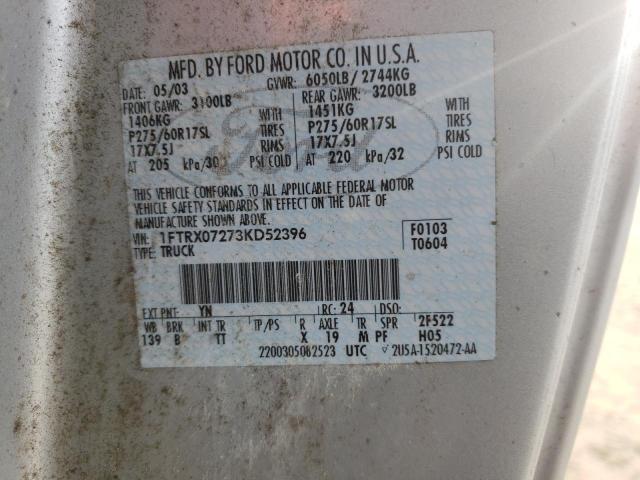 MFD. BY FORD MOTOR CO. IN U.S.A.
DATE: 05/03 GVWR: 6050LB/ 2744KG
FRONT GAWR: 3100LB REAR GAWR: 3200LB
1406KG WITH 1451KG WITH
P275/60R17SL TIRES P275/60R17SL TIRES
17X7.5J RIMS 17X7.5J RIMS
AT 205 kPa/30 PSI COLD AT 220 kPa/32 PSI COLD
Ford
THIS VEHICLE CONFORMS TO ALL APPLICABLE FEDERAL MOTOR
VEHICLE SAFETY STANDARDS IN EFFECT ON THE DATE OF
MANUFACTURE SHOWN ABOVE.
VIN: 1FTRX07273KD52396 F0103
TYPE: TRUCK T0604
EXT PNT: YN RC: 24 DSO:
WB BRK INT TR TP/PS R AXLE TR SPR 2F522
139 B TT X 19 M PF H05
2200305062523 UTC 2U5A-1520472-AA